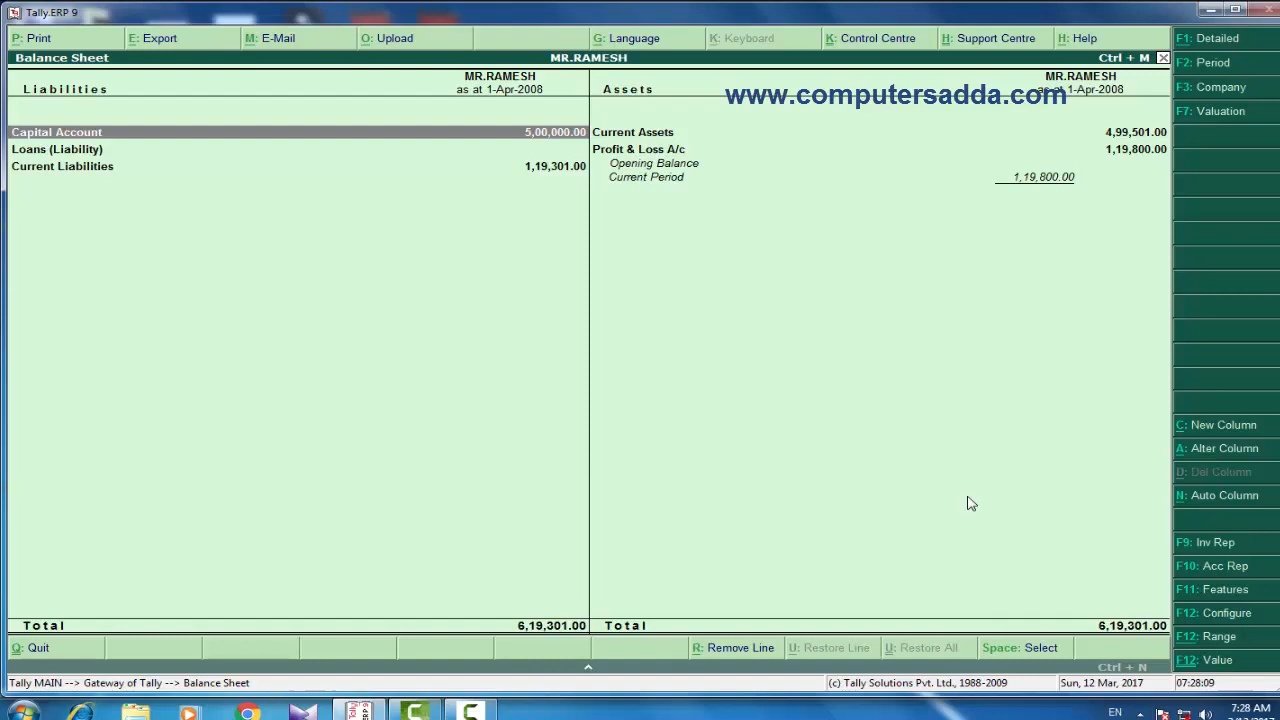 Tally.ERP 9
P: Print E: Export M: E-Mail O: Upload G: Language K: Keyboard K: Control Centre H: Support Centre H: Help
Balance Sheet MR.RAMESH Ctrl + M
MR.RAMESH MR.RAMESH
Liabilities as at 1-Apr-2008 Assets as at 1-Apr-2008
www.computersadda.com
Capital Account 5,00,000.00 Current Assets 4,99,501.00
Loans (Liability) Profit & Loss A/c 1,19,800.00
Opening Balance
Current Liabilities 1,19,301.00
Current Period 1,19,800.00
Total 6,19,301.00 Total 6,19,301.00
Q: Quit R: Remove Line U: Restore Line U: Restore All Space: Select
Ctrl + N
Tally MAIN --> Gateway of Tally --> Balance Sheet (c) Tally Solutions Pvt. Ltd., 1988-2009 Sun, 12 Mar, 2017 07:28:09
F1: Detailed
F2: Period
F3: Company
F7: Valuation
C: New Column
A: Alter Column
D: Del Column
N: Auto Column
F9: Inv Rep
F10: Acc Rep
F11: Features
F12: Configure
F12: Range
F12: Value
EN 7:28 AM